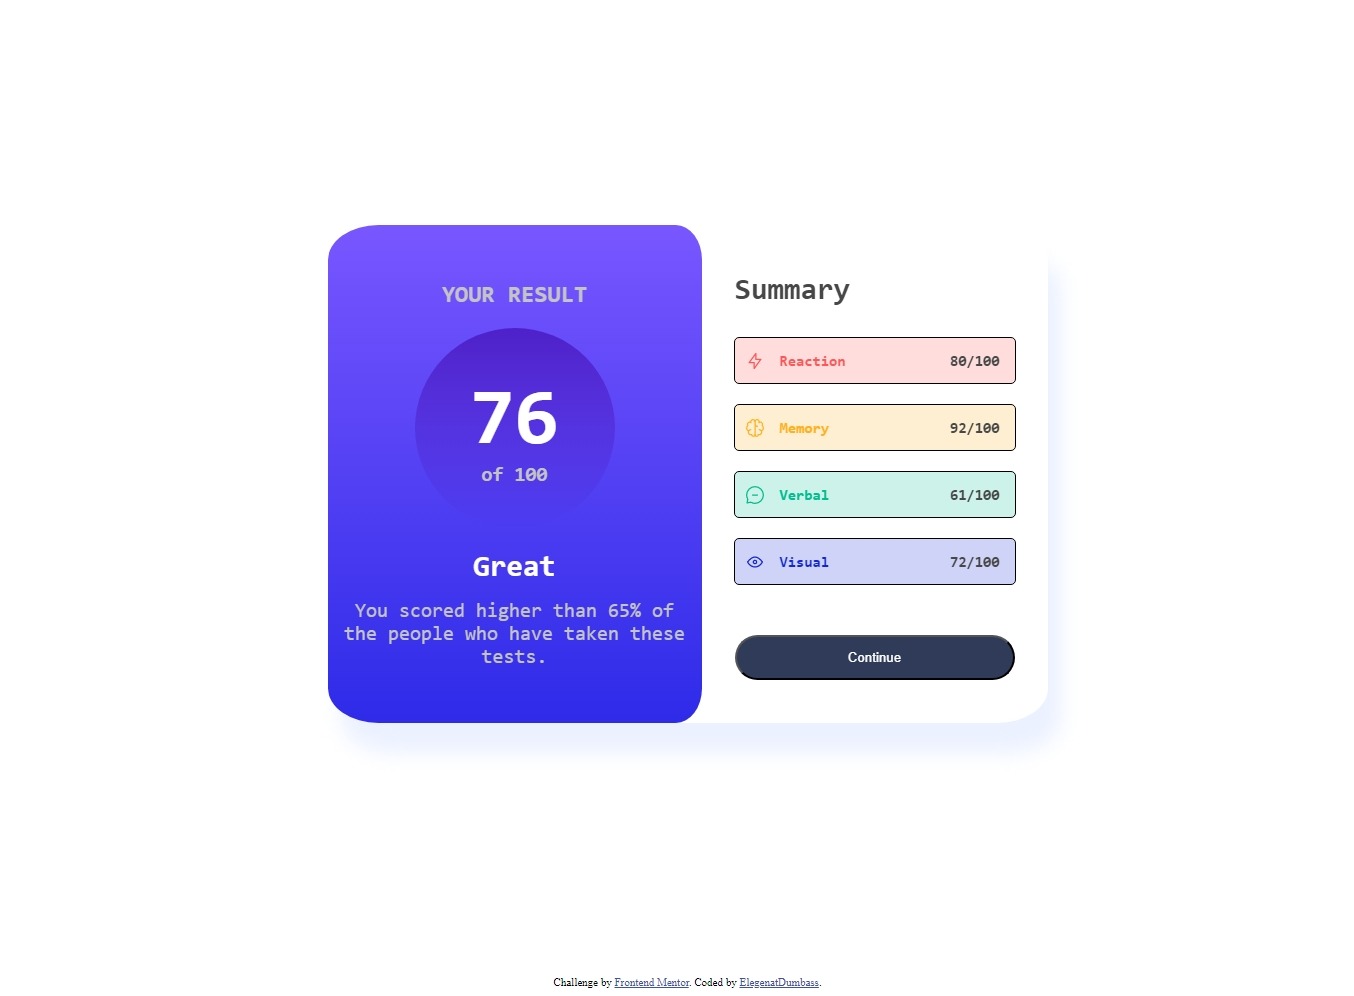 YOUR RESULT
76
of 100
Great
You scored higher than 65% of
the people who have taken these
tests.
Summary
Reaction 80/100
Memory 92/100
Verbal 61/100
Visual 72/100
Continue
Challenge by Frontend Mentor. Coded by ElegenatDumbass.